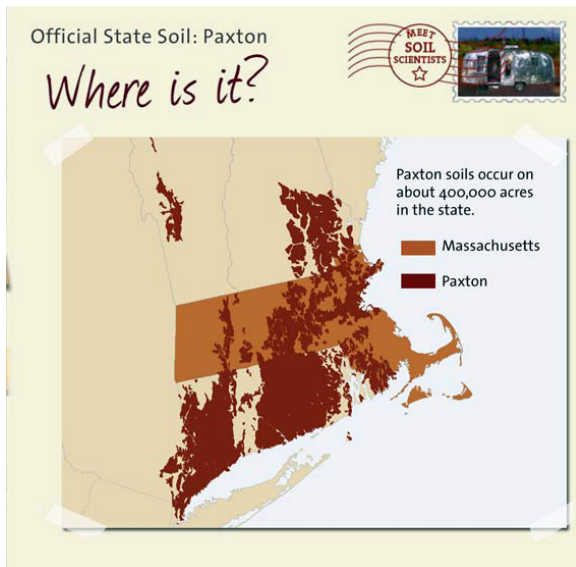 Official State Soil: Paxton
Where is it?
MEET
SOIL
SCIENTISTS
Paxton soils occur on
about 400,000 acres
in the state.
Massachusetts
Paxton